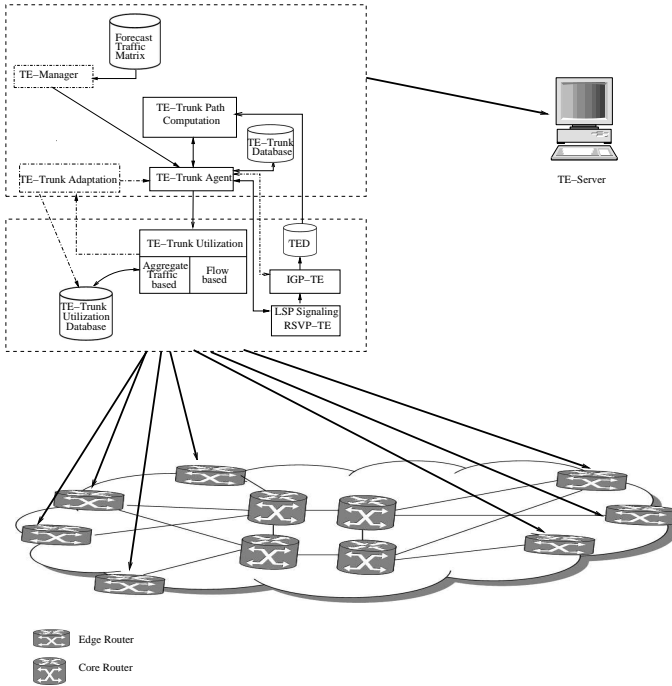 Forecast
Traffic
Matrix
TE−Manager
TE−Trunk Path
Computation
TE−Trunk
Database
TE−Server
TE−Trunk Adaptation
TE−Trunk Agent
TE−Trunk Utilization
TED
Aggregate
Traffic
based
Flow
based
IGP−TE
TE−Trunk
Utilization
Database
LSP Signaling
RSVP−TE
Edge Router
Core Router